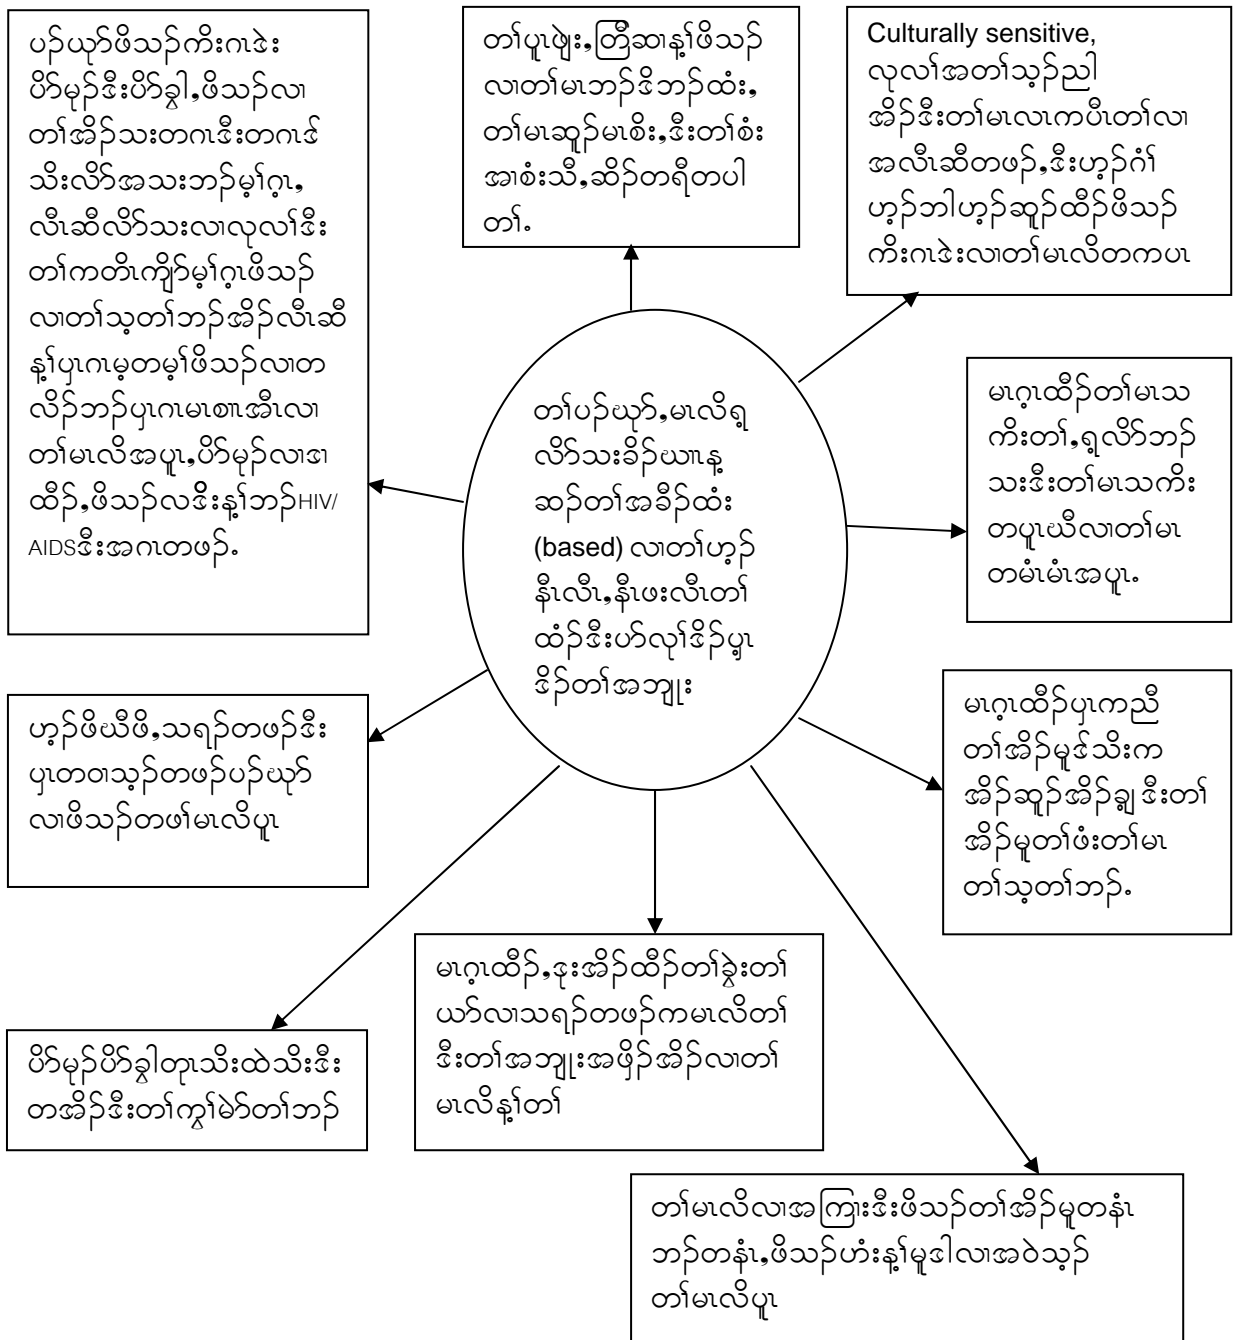 ပၣ်ဃုာ်ဖိသၣ်ကိးဂၤဒဲး
ပိာ်မုၣ်ဒီးပိာ်ခွါ,ဖိသၣ်လၢ
တၢ်အိၣ်သးတဂၤဒီးတဂၤဒ်
သိးလိာ်အသးဘၣ်မ့ၢ်ဂ့ၤ,
လီၤဆီလိာ်သးလၢလုလၢ်ဒီး
တၢ်ကတိၤကျိာ်မ့ၢ်ဂ့ၤဖိသၣ်
လၢတၢ်သ့တၢ်ဘၣ်အိၣ်လီၤဆီ
န့ၢ်ပှၤဂၤမ့တမ့ၢ်ဖိသၣ်လၢတ
လိၣ်ဘၣ်ပှၤဂၤမၤစၢၤအီၤလၢ
တၢ်မၤလိအပူၤ,ပိာ်မုၣ်လၢဒၢ
ထီၣ်,ဖိသၣ်လၢဒိးန့ၢ်ဘၣ်HIV/
AIDSဒီးအဂၤတဖၣ်.
တၢ်ပူၤဖျဲး,တြီဆၢန့ၢ်ဖိသၣ်
လၢတၢ်မၤဘၣ်ဒိဘၣ်ထံး,
တၢ်မၤဆူၣ်မၤစိး,ဒီးတၢ်စံး
အၢစံးသီ,ဆိၣ်တရီတပါ
တၢ်.
Culturally sensitive,
လုလၢ်အတၢ်သ့ၣ်ညါ
အိၣ်ဒီးတၢ်မၤလၤကပီၤတၢ်လၢ
အလီၤဆီတဖၣ်,ဒီးဟ့ၣ်ဂံၢ်
ဟ့ၣ်ဘါဟ့ၣ်ဆူၣ်ထီၣ်ဖိသၣ်
ကိးဂၤဒဲးလၢတၢ်မၤလိတကပၤ
တၢ်ပၣ်ဃုာ်,မၤလိရ့
လိာ်သးခိၣ်ဃၢၤန့
ဆၣ်တၢ်အခီၣ်ထံး
(based) လၢတၢ်ဟ့ၣ်
နီၤလီၤ,နီၤဖးလီၤတၢ်
ထံၣ်ဒီးဟ်လုၢ်ဒိၣ်ပှ့ၤ
ဒိၣ်တၢ်အဘျုး
မၤဂ့ၤထီၣ်တၢ်မၤသ
ကိးတၢ်,ရ့လိာ်ဘၣ်
သးဒီးတၢ်မၤသကိး
တပူၤဃီလၢတၢ်မၤ
တမံၤမံၤအပူၤ.
မၤဂ့ၤထီၣ်ပှၤကညီ
တၢ်အိၣ်မူဒ်သိးက
အိၣ်ဆူၣ်အိၣ်ချ့ ဒီးတၢ်
အိၣ်မူတၢ်ဖံးတၢ်မၤ
တၢ်သ့တၢ်ဘၣ်.
ဟ့ၣ်ဖိဃီဖိ,သရၣ်တဖၣ်ဒီး
ပှၤတဝၢသ့ၣ်တဖၣ်ပၣ်ဃုာ်
လၢဖိသၣ်တဖၢ်မၤလိပူၤ
မၤဂ့ၤထီၣ်,ဒုးအိၣ်ထီၣ်တၢ်ခွဲးတၢ်
ယာ်လၢသရၣ်တဖၣ်ကမၤလိတၢ်
ဒီးတၢ်အဘျုးအဖှိၣ်အိၣ်လၢတၢ်
မၤလိန့ၢ်တၢ်
ပိာ်မုၣ်ပိာ်ခွါတုၤသိးထဲသိးဒီး
တအိၣ်ဒီးတၢ်ကွၢ်မဲာ်တၢ်ဘၣ်
တၢ်မၤလိလၢအကြၢးဒီးဖိသၣ်တၢ်အိၣ်မူတနံၤ
ဘၣ်တနံၤ,ဖိသၣ်ဟံးန့ၢ်မူဒါလၢအဝဲသ့ၣ်
တၢ်မၤလိပူၤ